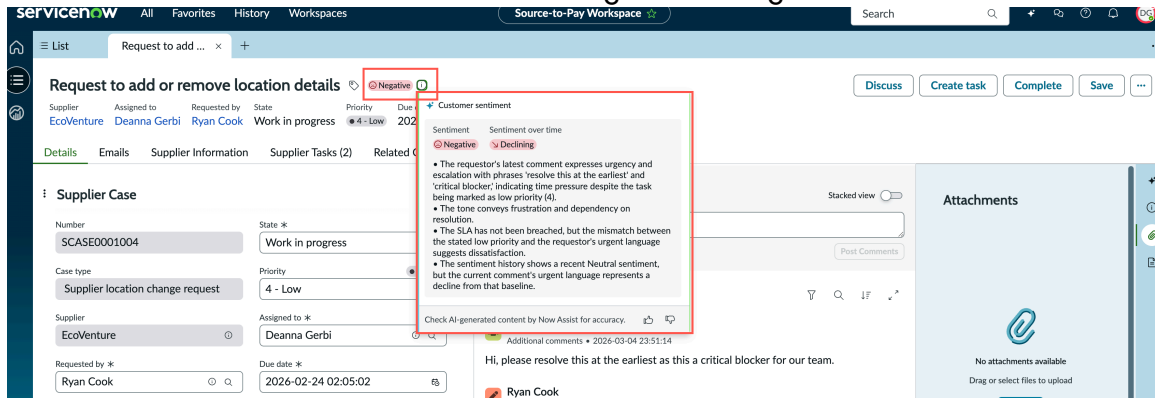 servicenow All Favorites History Workspaces Source-to-Pay Workspace ☆ Search DG
List Request to add ... × +
Request to add or remove location details Negative
Discuss Create task Complete Save ...
Supplier Assigned to Requested by State Priority Due
EcoVenture Deanna Gerbi Ryan Cook Work in progress 4 - Low 202
Details Emails Supplier Information Supplier Tasks (2) Related
Customer sentiment
Sentiment Sentiment over time
Negative Declining
• The requestor's latest comment expresses urgency and
escalation with phrases 'resolve this at the earliest' and
'critical blocker,' indicating time pressure despite the task
being marked as low priority (4).
• The tone conveys frustration and dependency on
resolution.
• The SLA has not been breached, but the mismatch between
the stated low priority and the requestor's urgent language
suggests dissatisfaction.
• The sentiment history shows a recent Neutral sentiment,
but the current comment's urgent language represents a
decline from that baseline.
Check AI-generated content by Now Assist for accuracy.
Supplier Case
Number
SCASE0001004
State *
Work in progress
Case type
Supplier location change request
Priority
4 - Low
Supplier
EcoVenture
Assigned to *
Deanna Gerbi
Requested by *
Ryan Cook
Due date *
2026-02-24 02:05:02
Stacked view
Post Comments
Additional comments • 2026-03-04 23:51:14
Hi, please resolve this at the earliest as this a critical blocker for our team.
Ryan Cook
Attachments
No attachments available
Drag or select files to upload